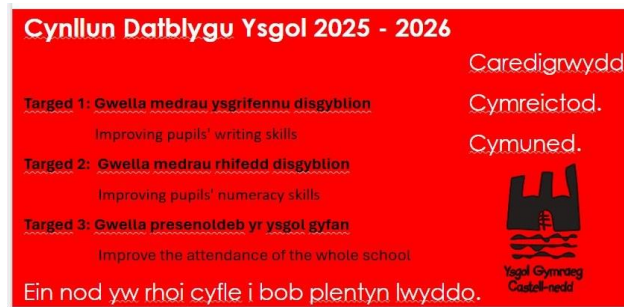 Cynllun Datblygu Ysgol 2025 - 2026
Caredigrwydd
Cymreictod.
Cymuned.
Targed 1: Gwella medrau ysgrifennu disgyblion
Improving pupils' writing skills
Targed 2: Gwella medrau rhifedd disgyblion
Improving pupils' numeracy skills
Targed 3: Gwella presenoldeb yr ysgol gyfan
Improve the attendance of the whole school
Ysgol Gymraeg
Castell-nedd
Ein nod yw rhoi cyfle i bob plentyn lwyddo.